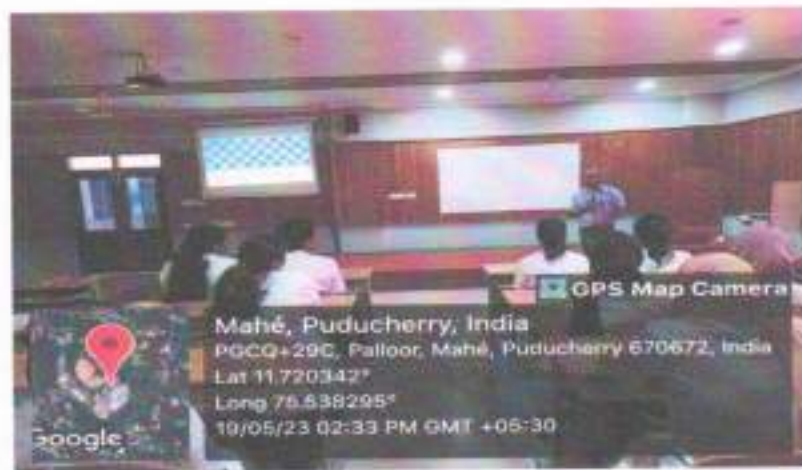 GPS Map Camera
Mahé, Puducherry, India
PGCQ+29C, Palloor, Mahé, Puducherry 670672, India
Lat 11.720342°
Long 75.538295°
19/05/23 02:33 PM GMT +05:30
Google